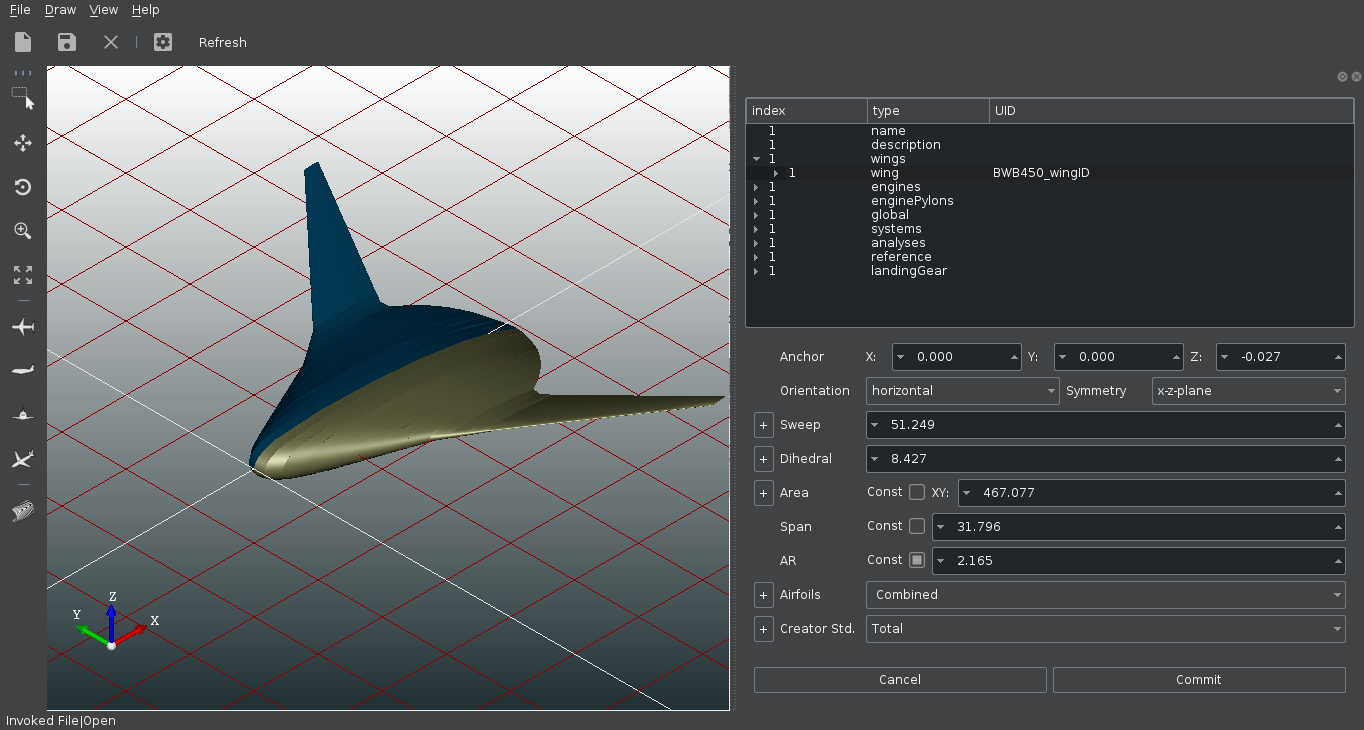 File Draw View Help
Refresh
index type UID
1 name
1 description
1 wings
1 wing BWB450_wingID
1 engines
1 enginePylons
1 global
1 systems
1 analyses
1 reference
1 landingGear
Anchor X: 0.000 Y: 0.000 Z: -0.027
Orientation horizontal Symmetry x-z-plane
+ Sweep 51.249
+ Dihedral 8.427
+ Area Const XY: 467.077
Span Const 31.796
AR Const 2.165
+ Airfoils Combined
+ Creator Std. Total
Cancel Commit
Z
Y
X
Invoked File|Open